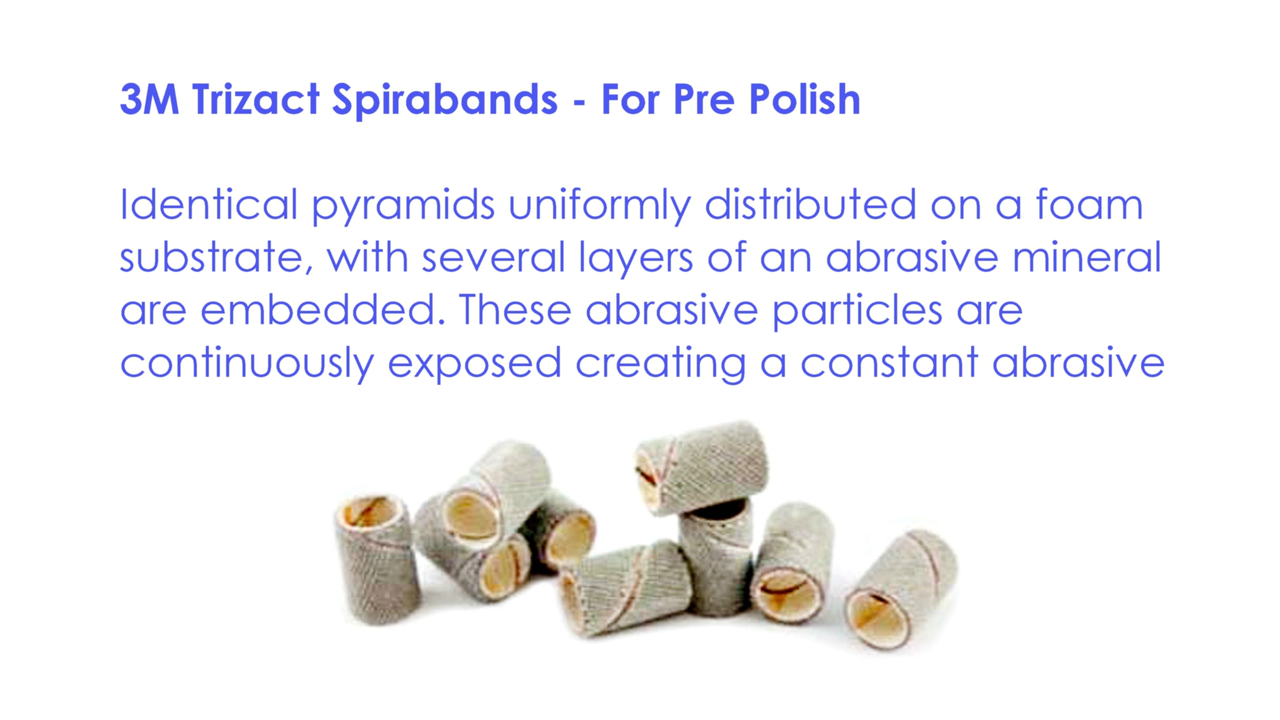 3M Trizact Spirabands - For Pre Polish
Identical pyramids uniformly distributed on a foam
substrate, with several layers of an abrasive mineral
are embedded. These abrasive particles are
continuously exposed creating a constant abrasive